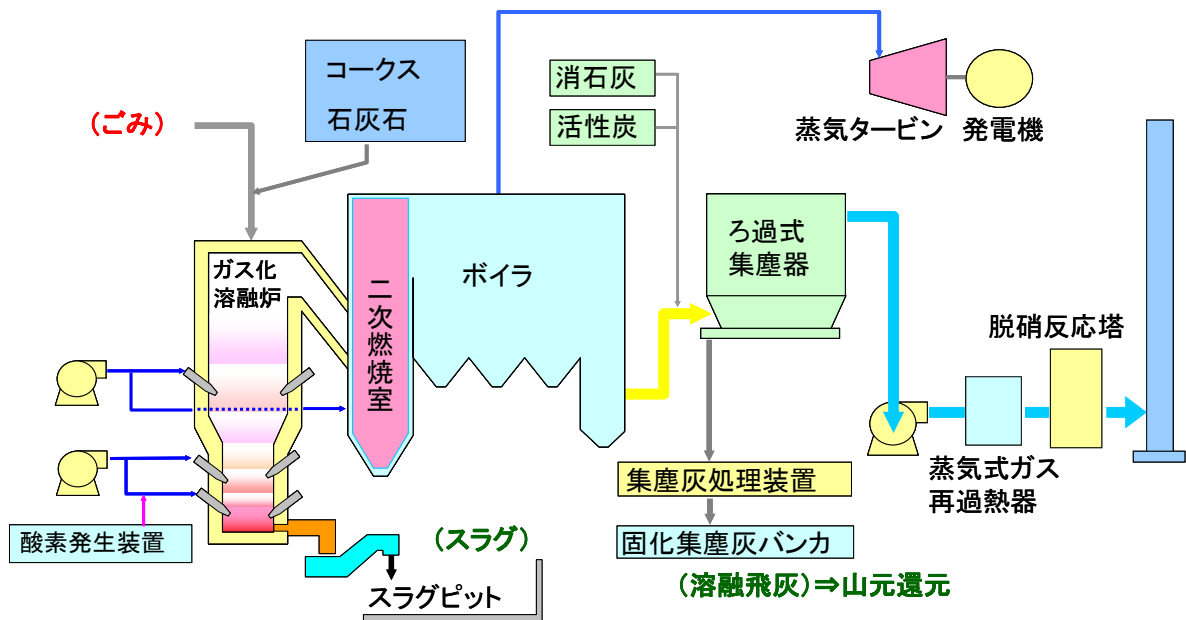 コークス
石灰石
(ごみ)
消石灰
活性炭
蒸気タービン
発電機
ガス化
溶融炉
二次燃焼室
ボイラ
ろ過式
集塵器
脱硝反応塔
蒸気式ガス
再過熱器
集塵灰処理装置
固化集塵灰バンカ
(溶融飛灰)⇒山元還元
酸素発生装置
(スラグ)
スラグピット